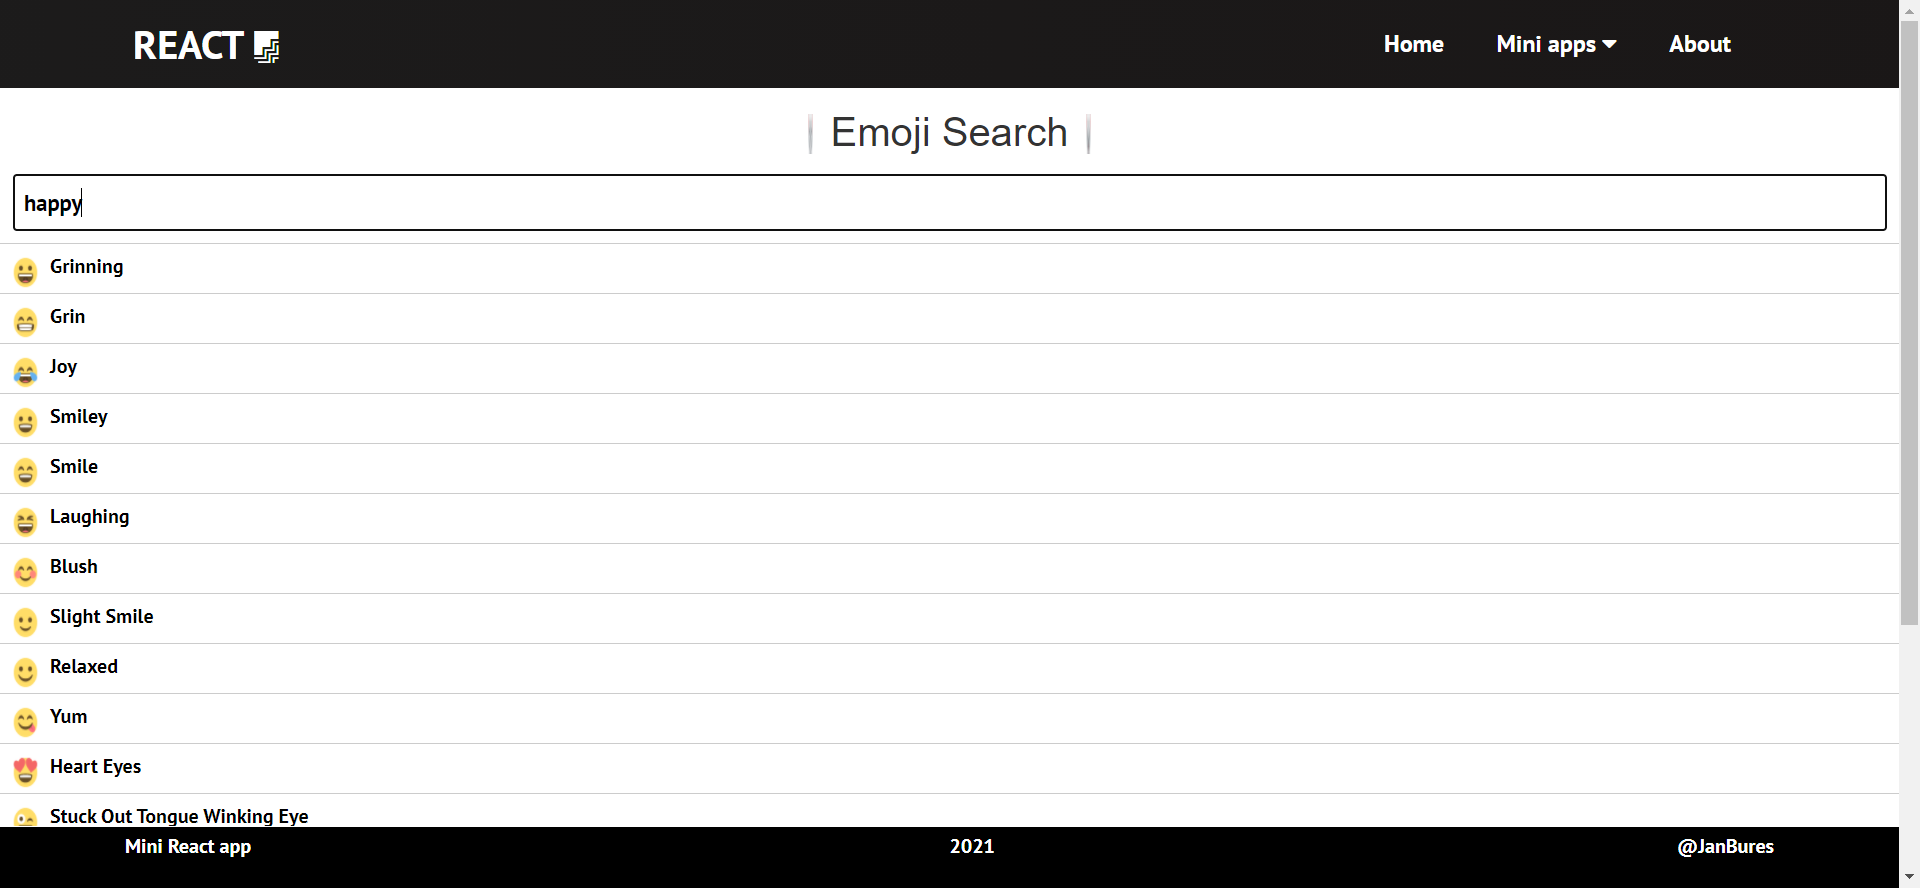 REACT
Home
Mini apps
About
Emoji Search
happy
Grinning
Grin
Joy
Smiley
Smile
Laughing
Blush
Slight Smile
Relaxed
Yum
Heart Eyes
Stuck Out Tongue Winking Eye
Mini React app
2021
@JanBures